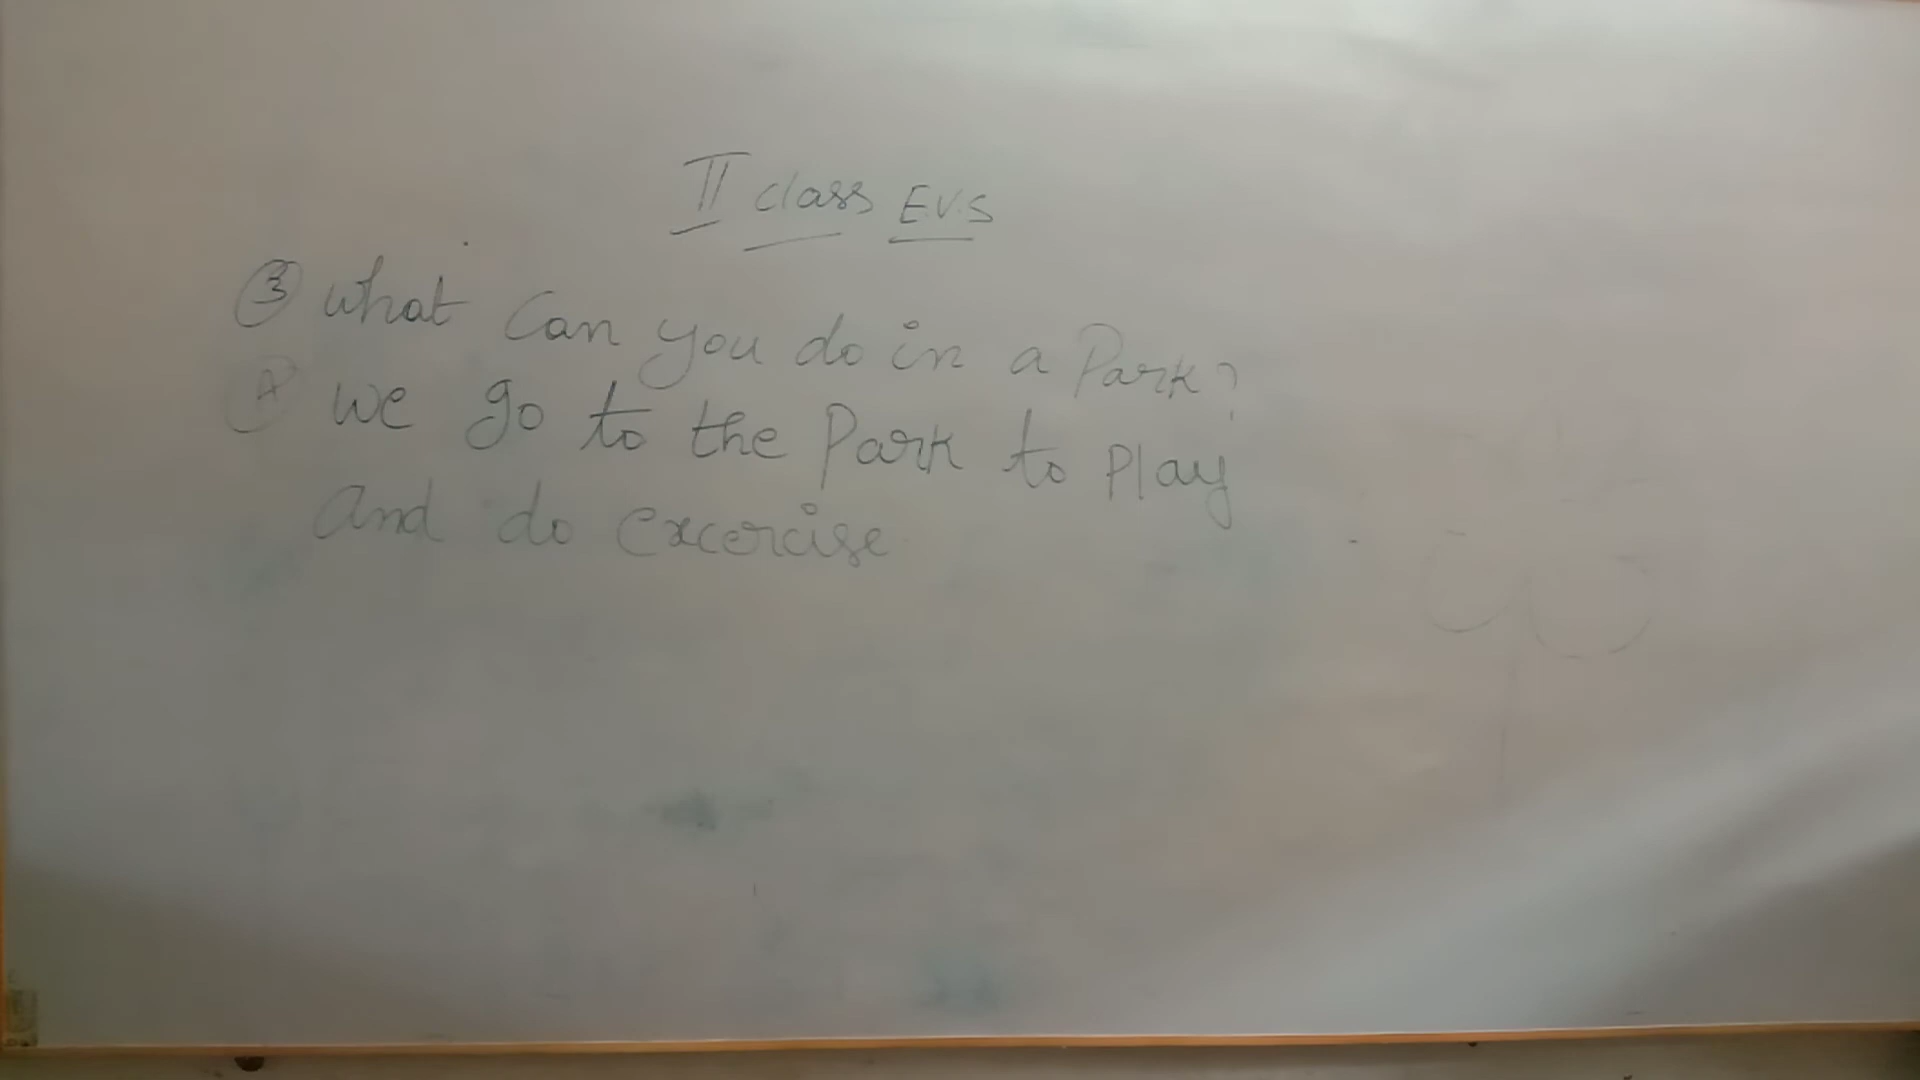 II class E.V.S
③ what can you do in a Park?
Ⓐ we go to the Park to Play
and do excercise